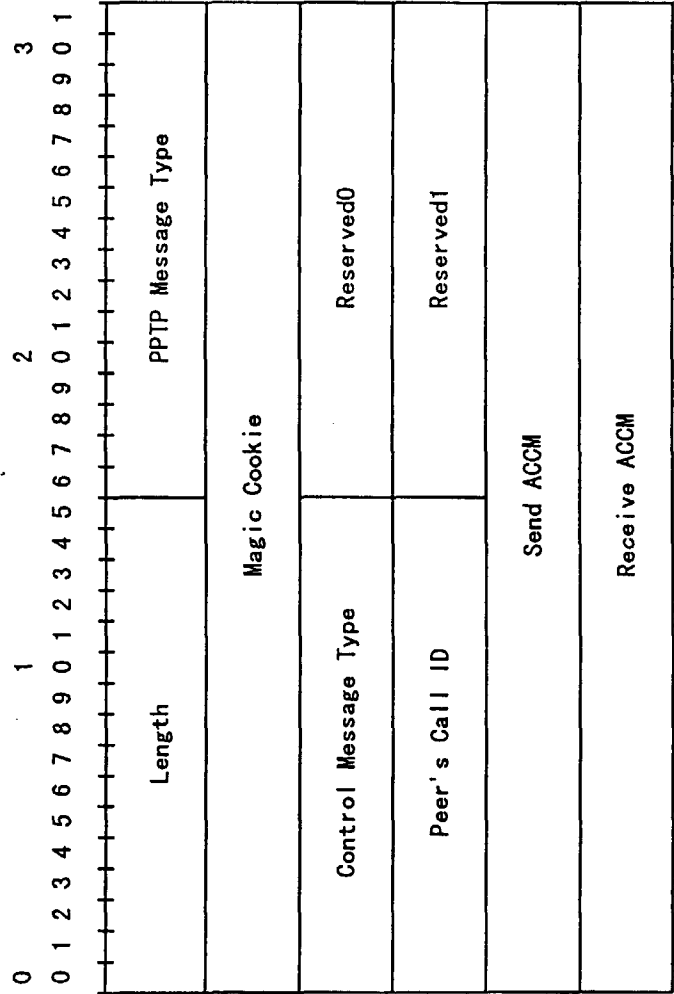 0 1 2 3
0 1 2 3 4 5 6 7 8 9 0 1 2 3 4 5 6 7 8 9 0 1 2 3 4 5 6 7 8 9 0 1
Length PPTP Message Type
Magic Cookie
Control Message Type Reserved0
Peer's Call ID Reserved1
Send ACCM
Receive ACCM